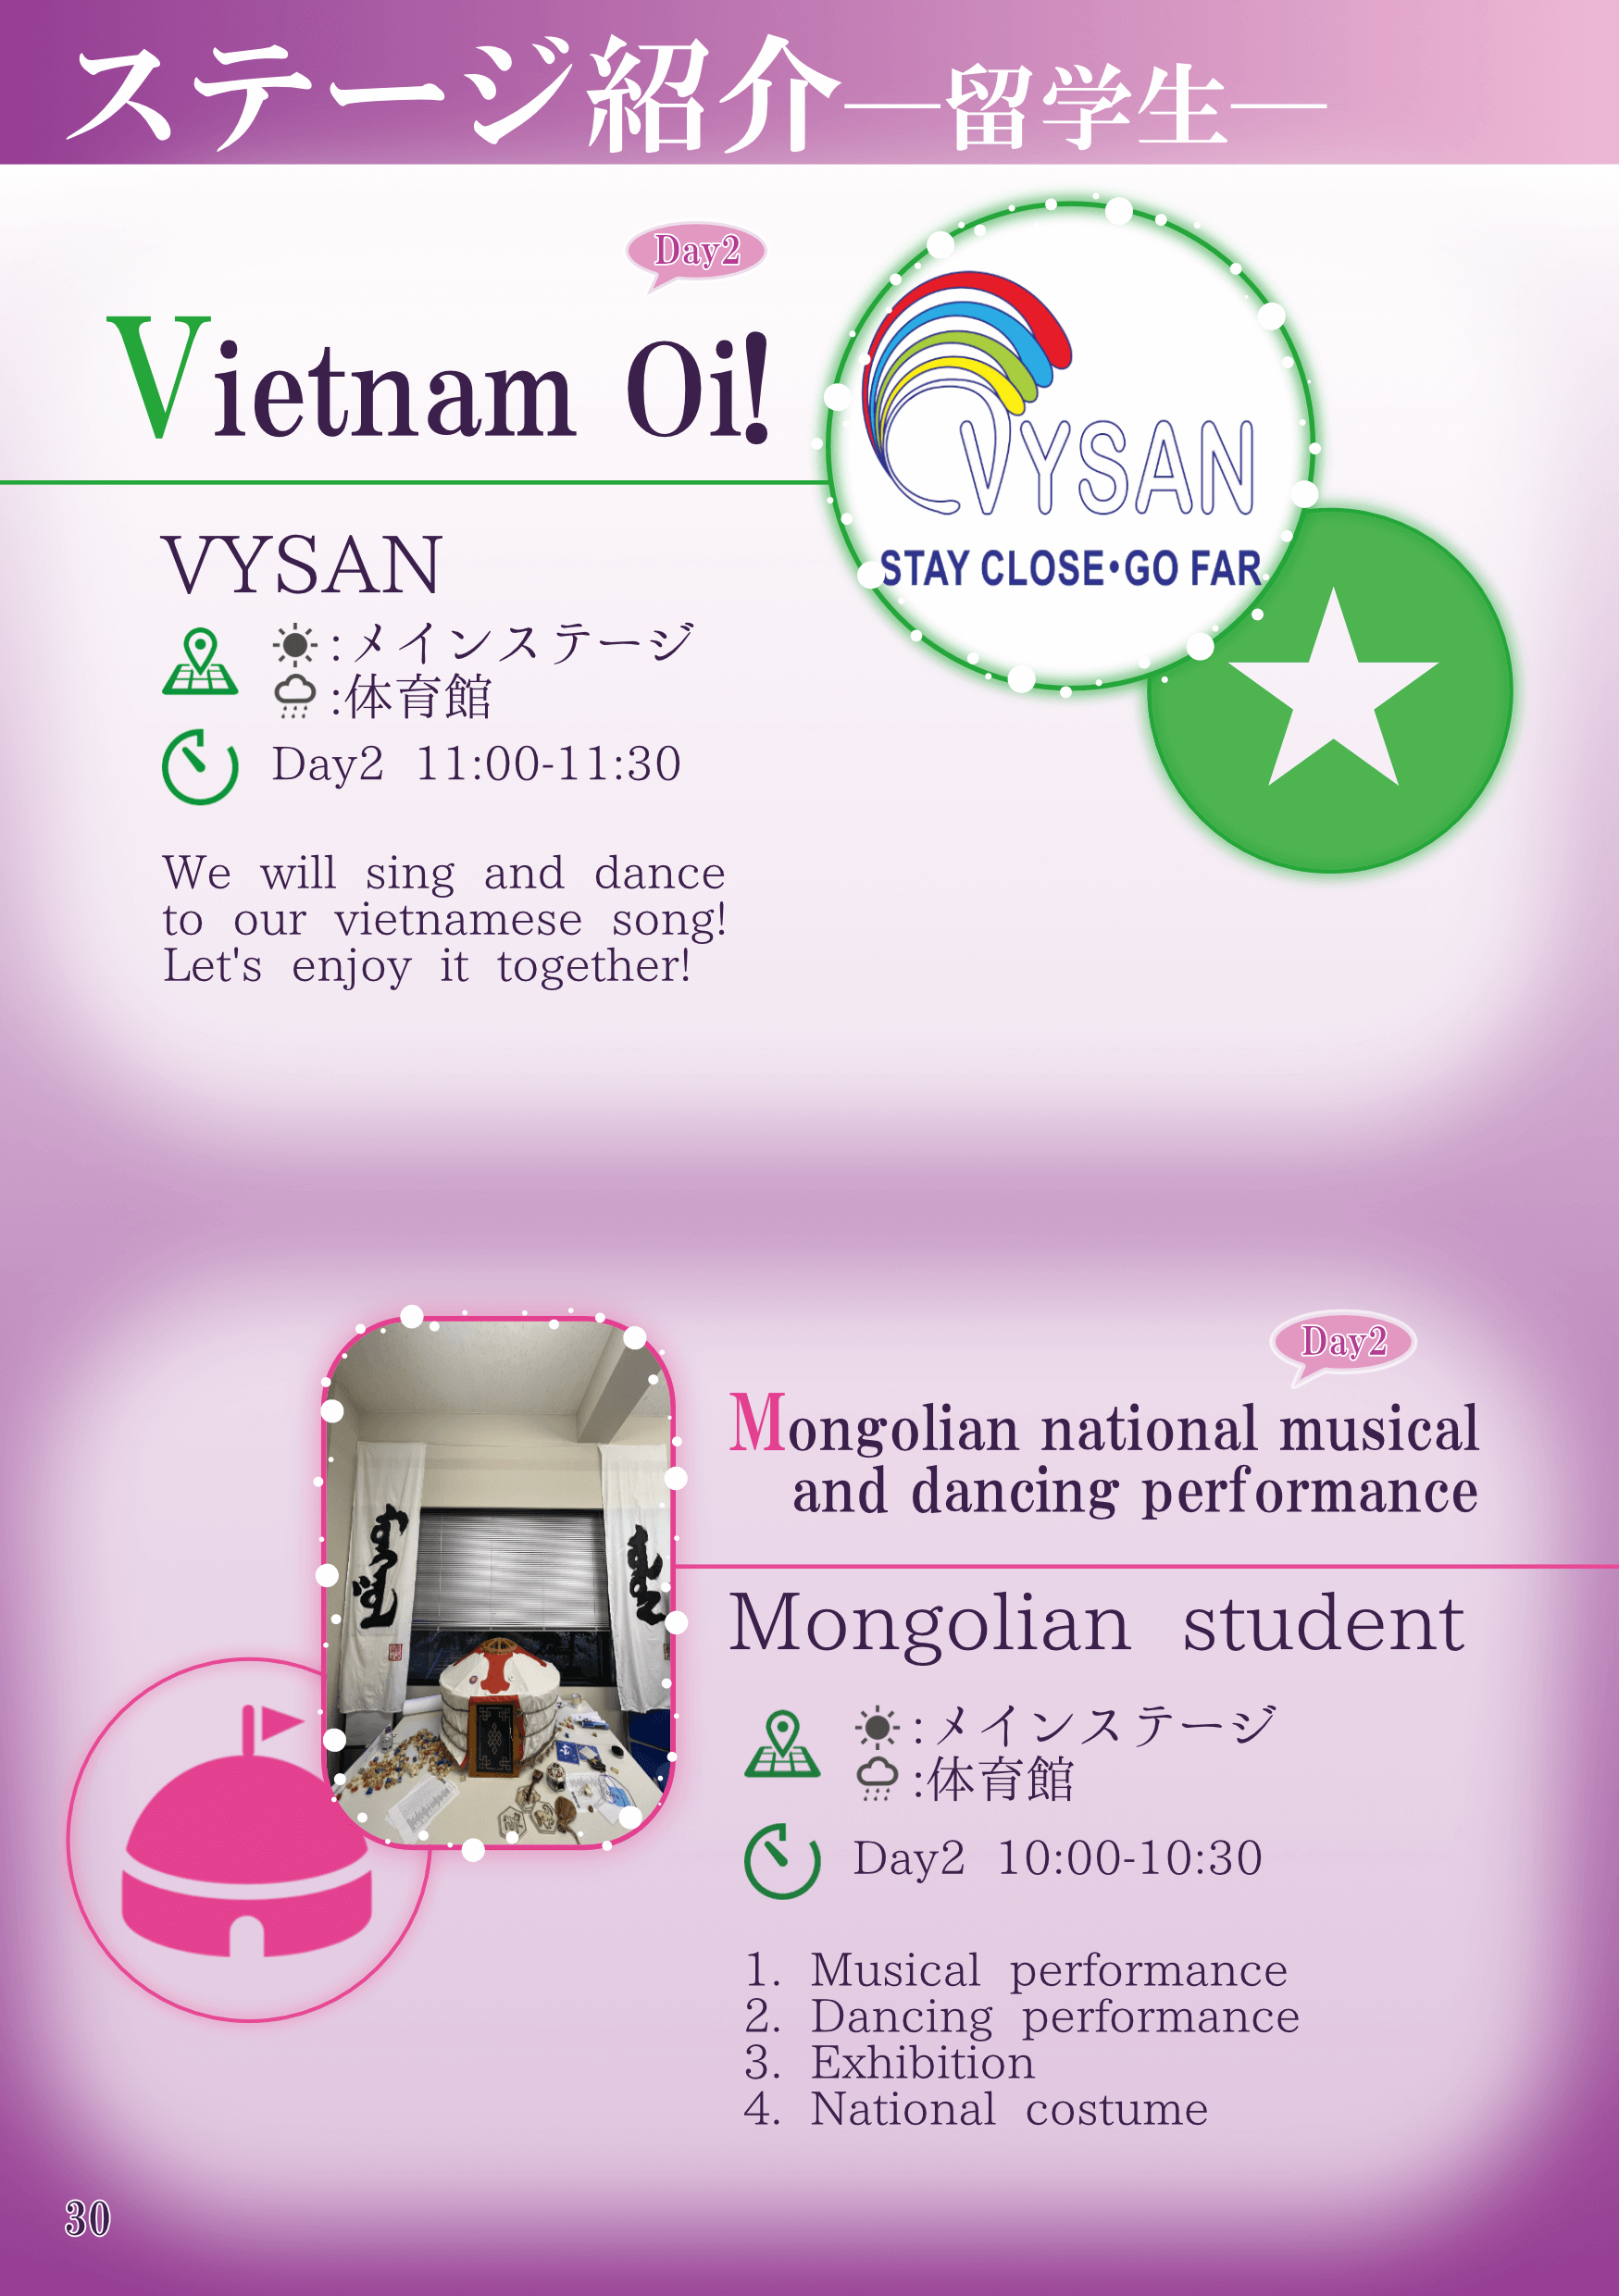 ステージ紹介―留学生―
Day2
Vietnam Oi!
VYSAN
STAY CLOSE・GO FAR
VYSAN
:メインステージ
:体育館
Day2 11:00-11:30
We will sing and dance
to our vietnamese song!
Let's enjoy it together!
Day2
Mongolian national musical
and dancing performance
Mongolian student
:メインステージ
:体育館
Day2 10:00-10:30
1. Musical performance
2. Dancing performance
3. Exhibition
4. National costume
30